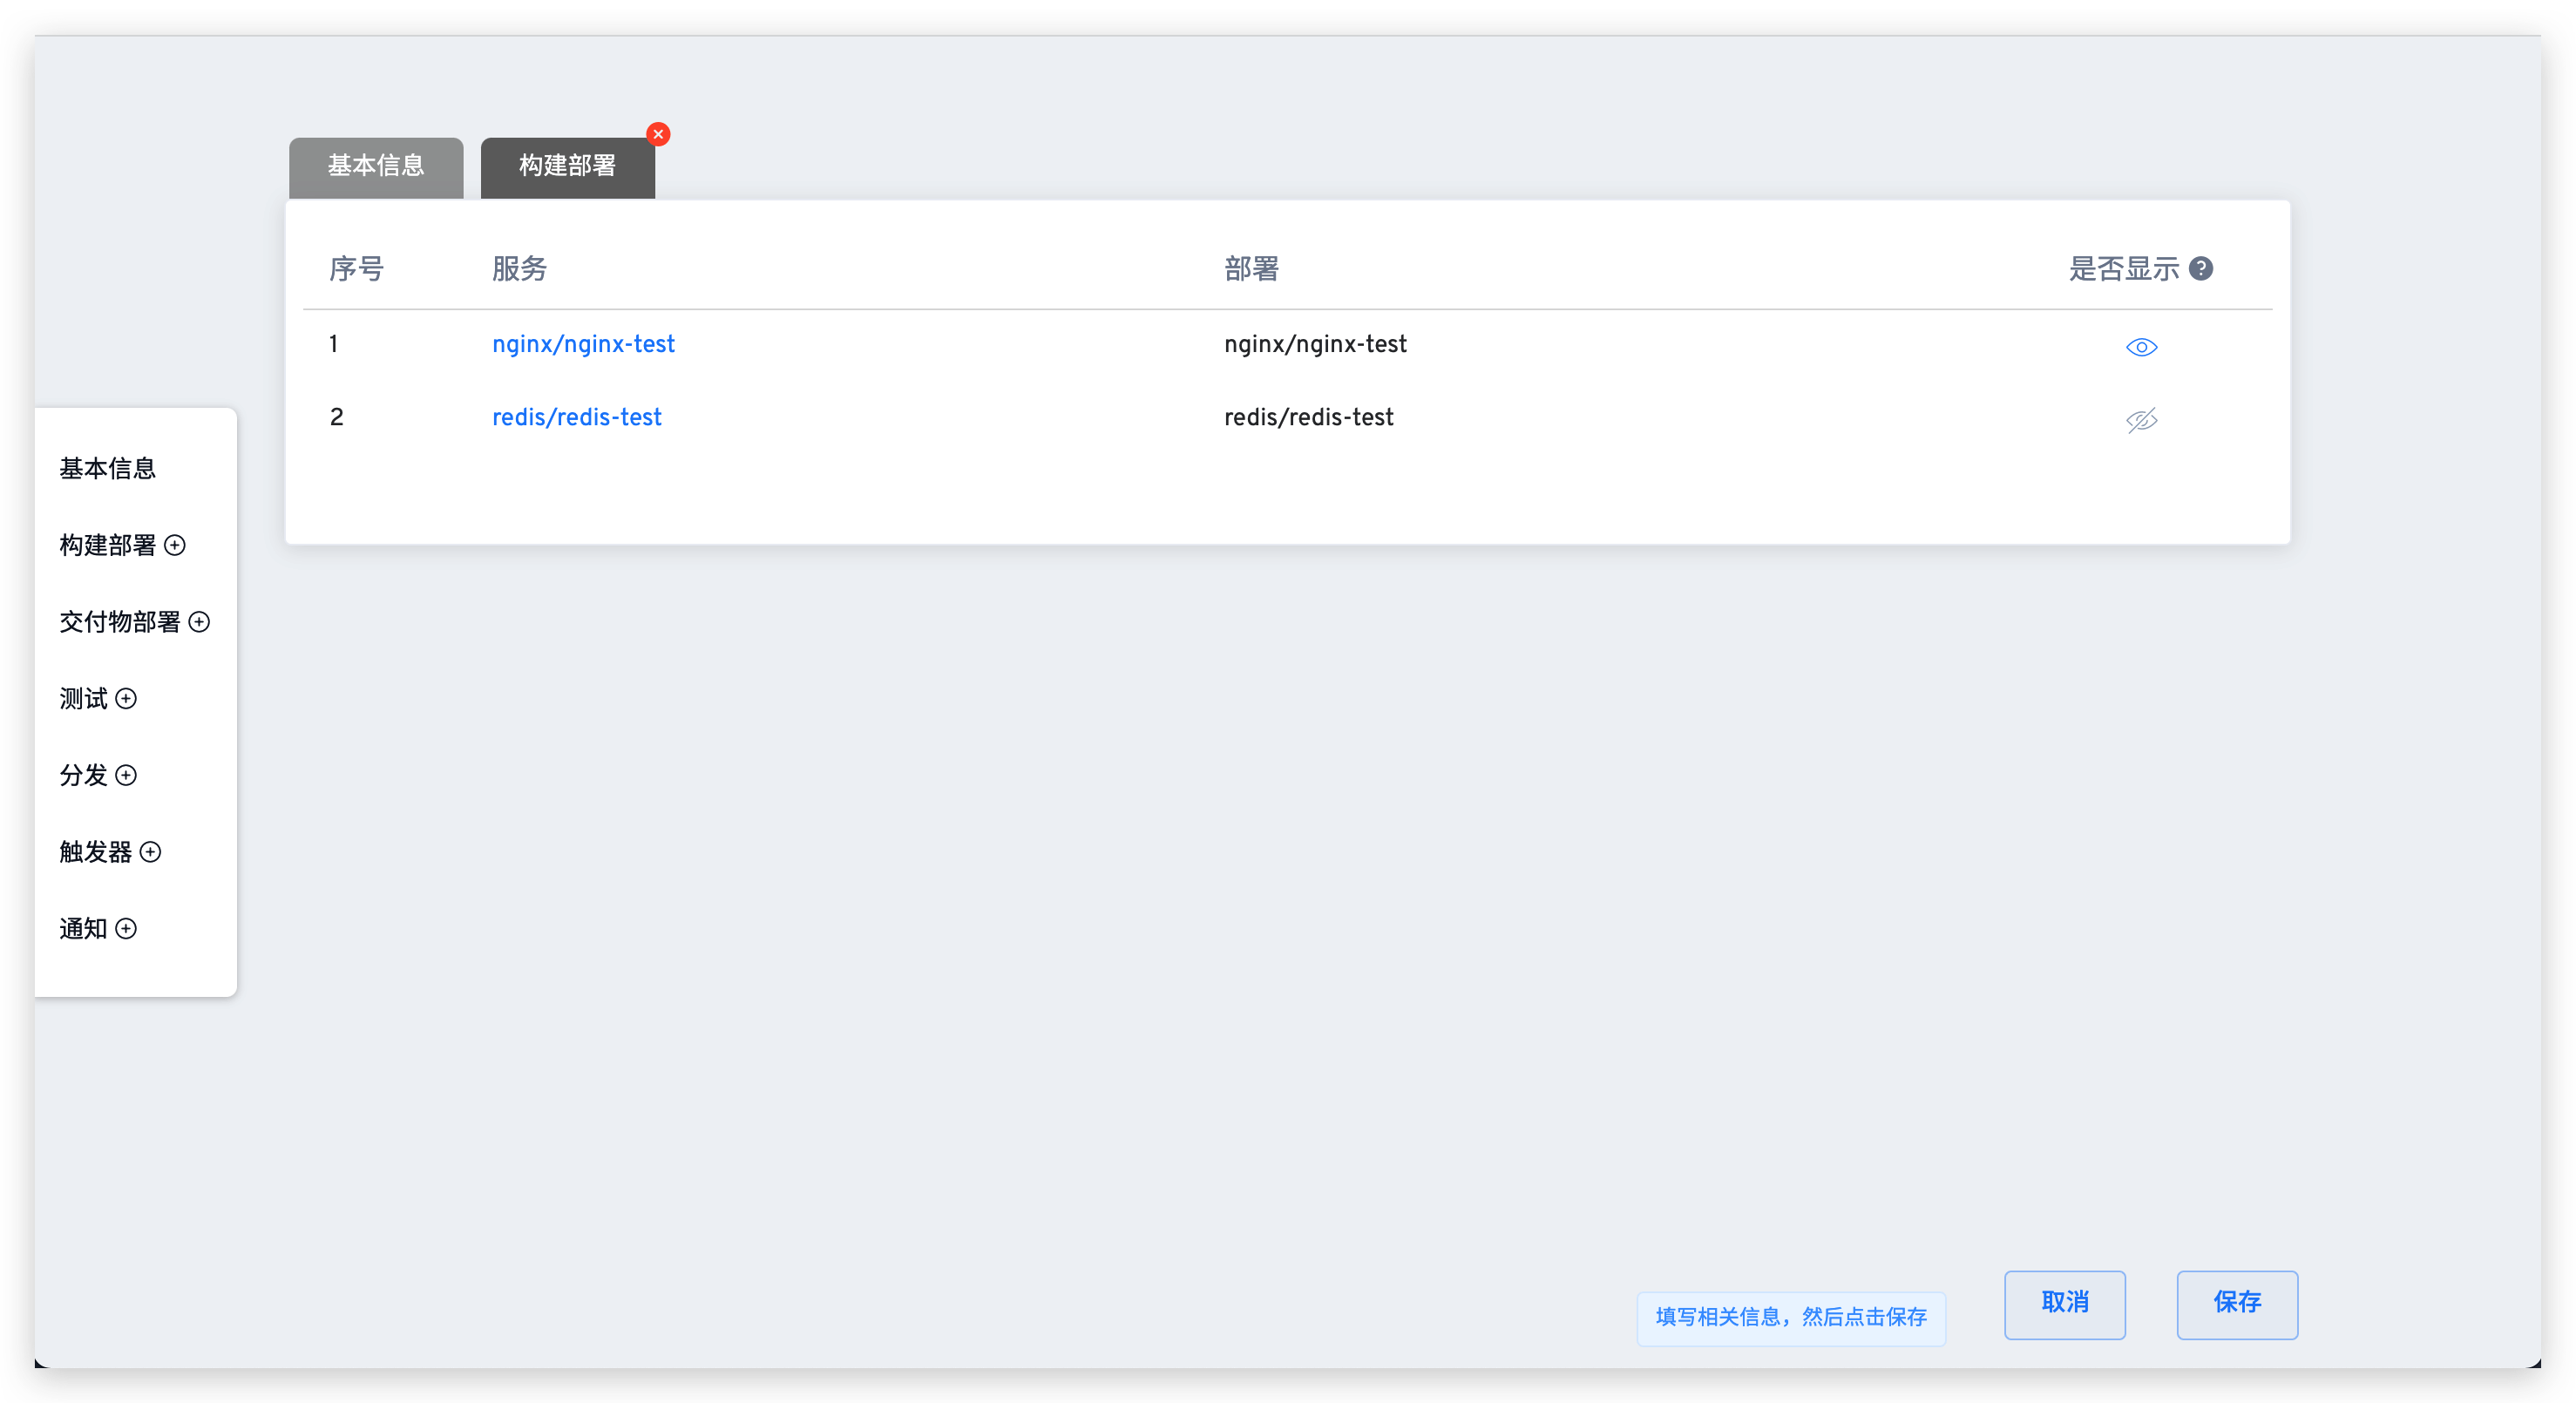 基本信息 构建部署
序号 服务 部署 是否显示 ?
1 nginx/nginx-test nginx/nginx-test
2 redis/redis-test redis/redis-test
基本信息
构建部署
交付物部署
测试
分发
触发器
通知
填写相关信息，然后点击保存 取消 保存